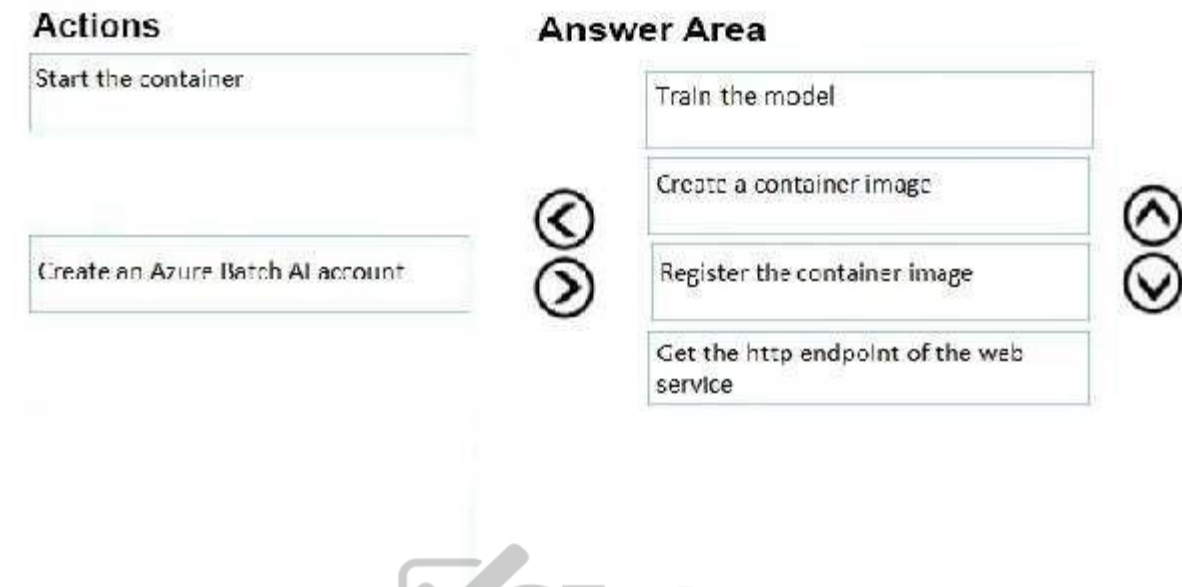 Actions
Start the container
Create an Azure Batch AI account
Answer Area
Train the model
Create a container image
Register the container image
Get the http endpoint of the web
service